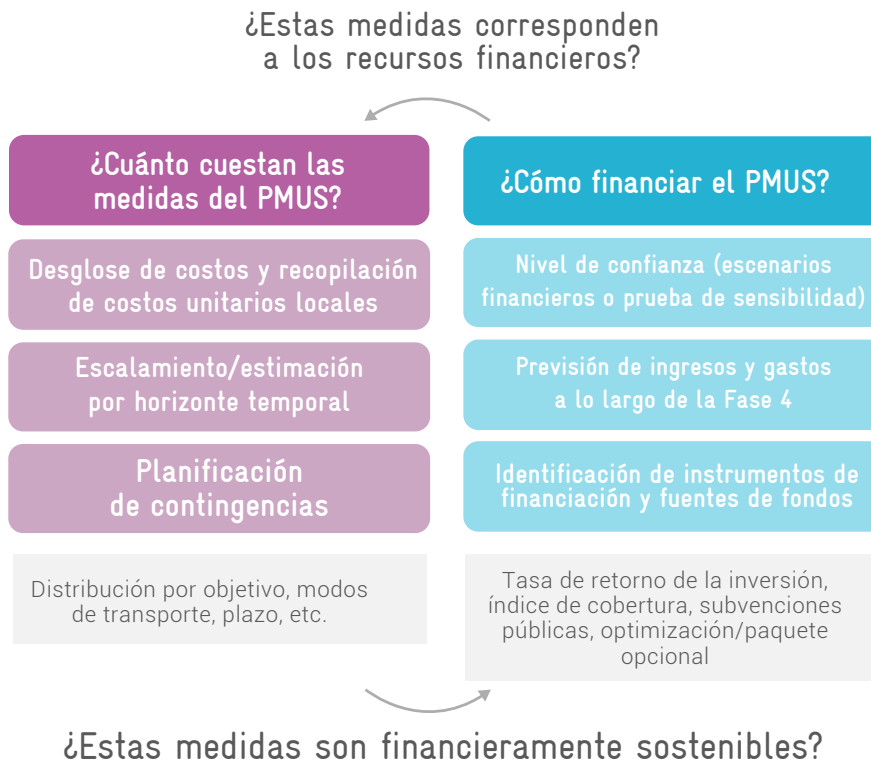 ¿Estas medidas corresponden
a los recursos financieros?
¿Cuánto cuestan las
medidas del PMUS?
Desglose de costos y recopilación
de costos unitarios locales
Escalamiento/estimación
por horizonte temporal
Planificación
de contingencias
Distribución por objetivo, modos
de transporte, plazo, etc.
¿Cómo financiar el PMUS?
Nivel de confianza (escenarios
financieros o prueba de sensibilidad)
Previsión de ingresos y gastos
a lo largo de la Fase 4
Identificación de instrumentos de
financiación y fuentes de fondos
Tasa de retorno de la inversión,
índice de cobertura, subvenciones
públicas, optimización/paquete
opcional
¿Estas medidas son financieramente sostenibles?